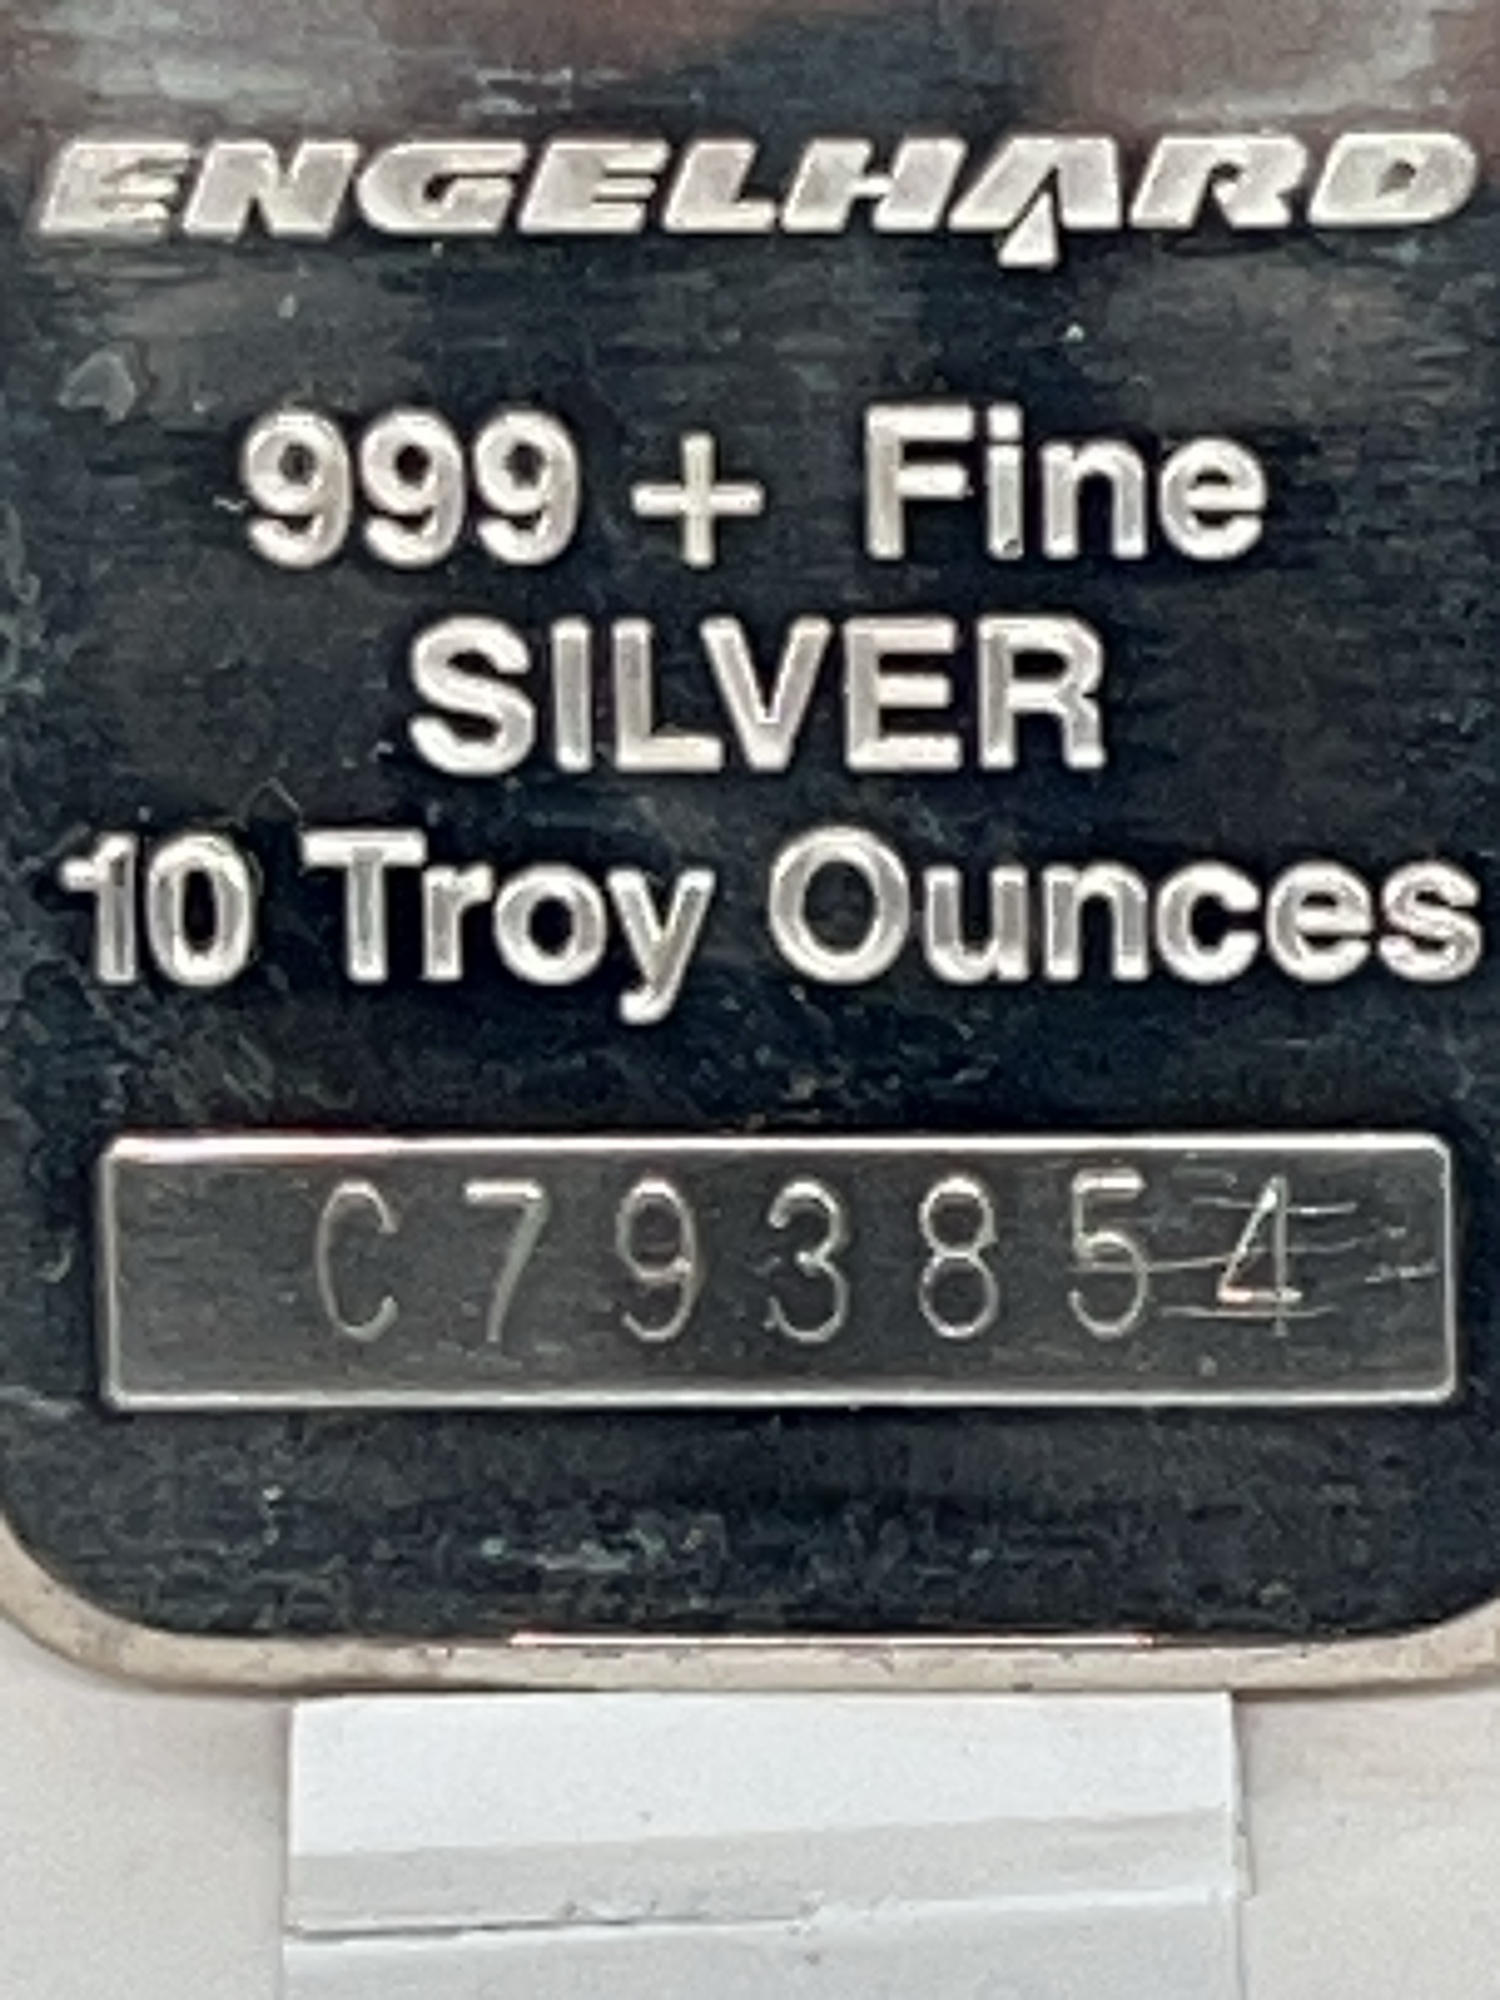 ENGELHARD
999 + Fine
SILVER
10 Troy Ounces
C793854